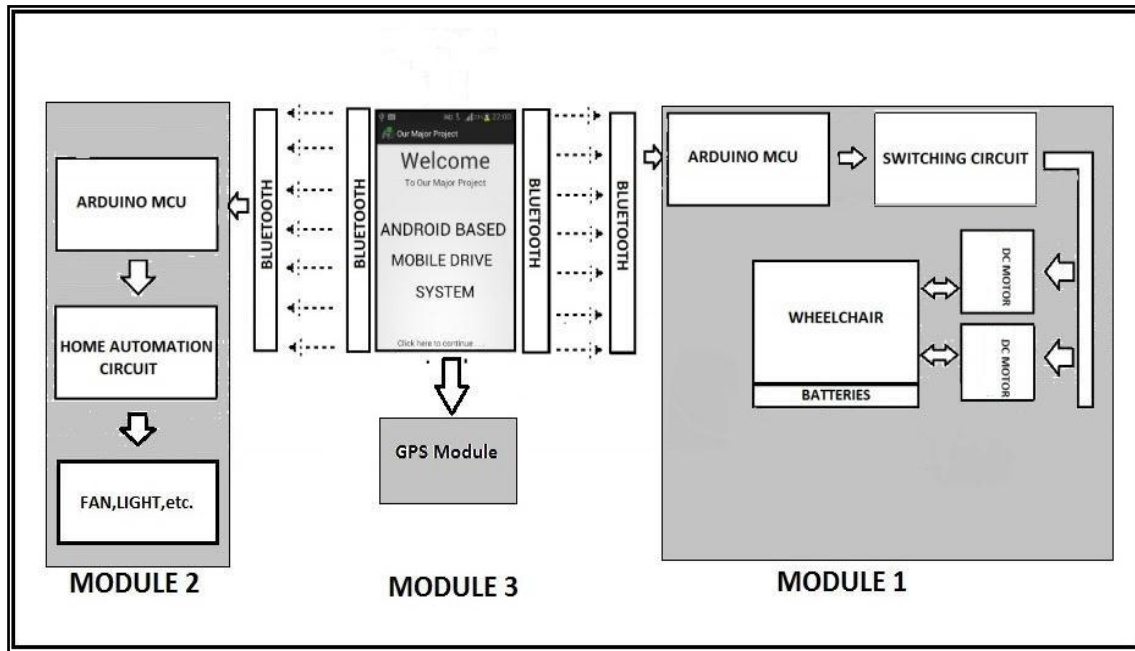 ARDUINO MCU
HOME AUTOMATION
CIRCUIT
FAN,LIGHT,etc.
MODULE 2
BLUETOOTH
BLUETOOTH
22:00
Our Major Project
Welcome
To Our Major Project
ANDROID BASED
MOBILE DRIVE
SYSTEM
Click here to continue....
GPS Module
MODULE 3
BLUETOOTH
BLUETOOTH
ARDUINO MCU
SWITCHING CIRCUIT
DC MOTOR
WHEELCHAIR
DC MOTOR
BATTERIES
MODULE 1